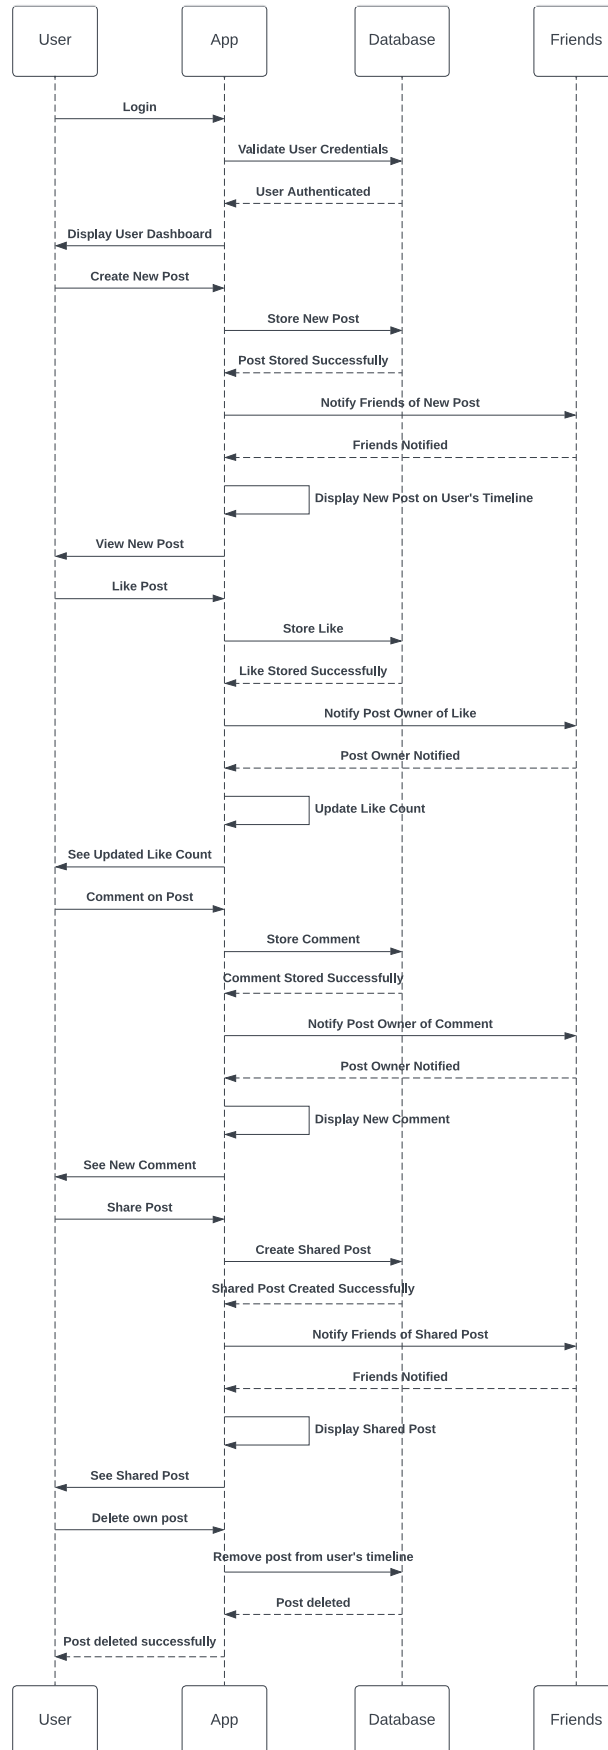 User
App
Database
Friends
Login
Validate User Credentials
User Authenticated
Display User Dashboard
Create New Post
Store New Post
Post Stored Successfully
Notify Friends of New Post
Friends Notified
Display New Post on User's Timeline
View New Post
Like Post
Store Like
Like Stored Successfully
Notify Post Owner of Like
Post Owner Notified
Update Like Count
See Updated Like Count
Comment on Post
Store Comment
Comment Stored Successfully
Notify Post Owner of Comment
Post Owner Notified
Display New Comment
See New Comment
Share Post
Create Shared Post
Shared Post Created Successfully
Notify Friends of Shared Post
Friends Notified
Display Shared Post
See Shared Post
Delete own post
Remove post from user's timeline
Post deleted
Post deleted successfully
User
App
Database
Friends